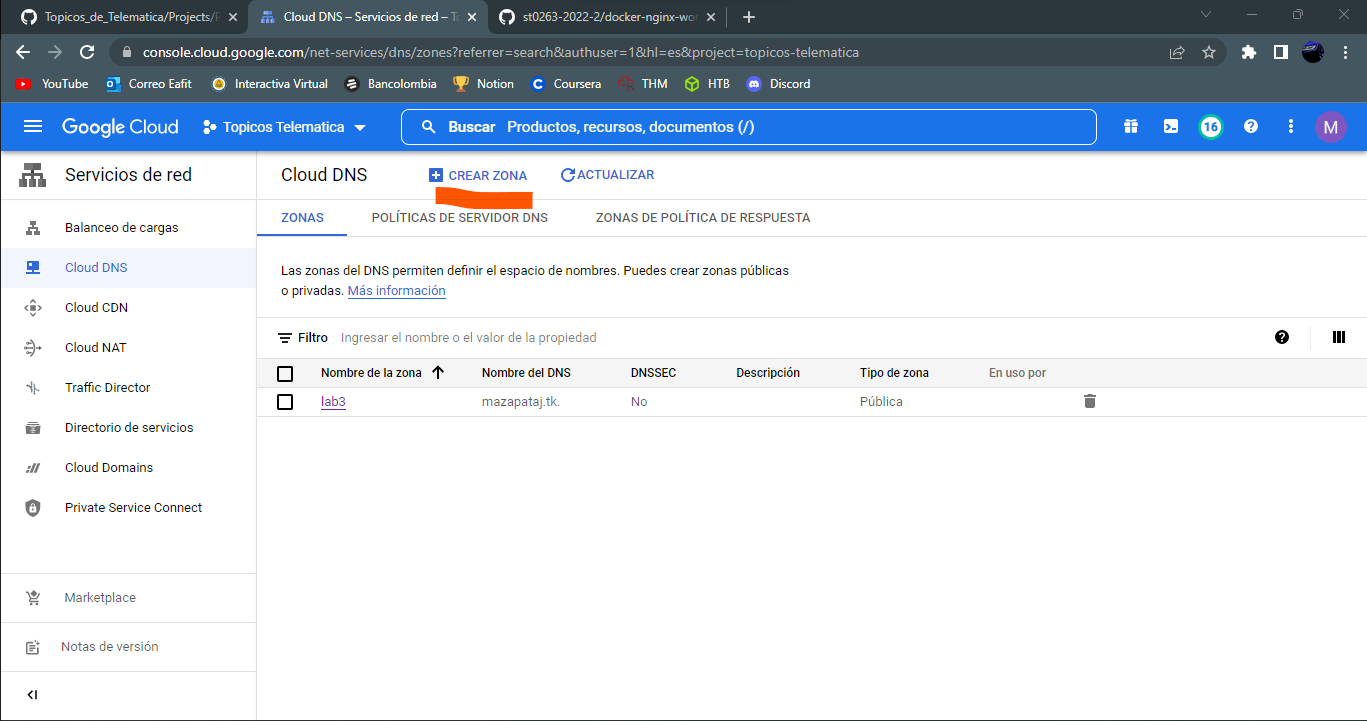 Topicos_de_Telematica/Projects/P
Cloud DNS – Servicios de red – To
st0263-2022-2/docker-nginx-wor
console.cloud.google.com/net-services/dns/zones?referrer=search&authuser=1&hl=es&project=topicos-telematica
YouTube
Correo Eafit
Interactiva Virtual
Bancolombia
Notion
Coursera
THM
HTB
Discord
Google Cloud
Topicos Telematica
Buscar Productos, recursos, documentos (/)
16
M
Servicios de red
Cloud DNS
CREAR ZONA
ACTUALIZAR
Balanceo de cargas
Cloud DNS
Cloud CDN
Cloud NAT
Traffic Director
Directorio de servicios
Cloud Domains
Private Service Connect
Marketplace
Notas de versión
ZONAS
POLÍTICAS DE SERVIDOR DNS
ZONAS DE POLÍTICA DE RESPUESTA
Las zonas del DNS permiten definir el espacio de nombres. Puedes crear zonas públicas
o privadas. Más información
Filtro Ingresar el nombre o el valor de la propiedad
Nombre de la zona Nombre del DNS DNSSEC Descripción Tipo de zona En uso por
lab3 mazapataj.tk. No Pública